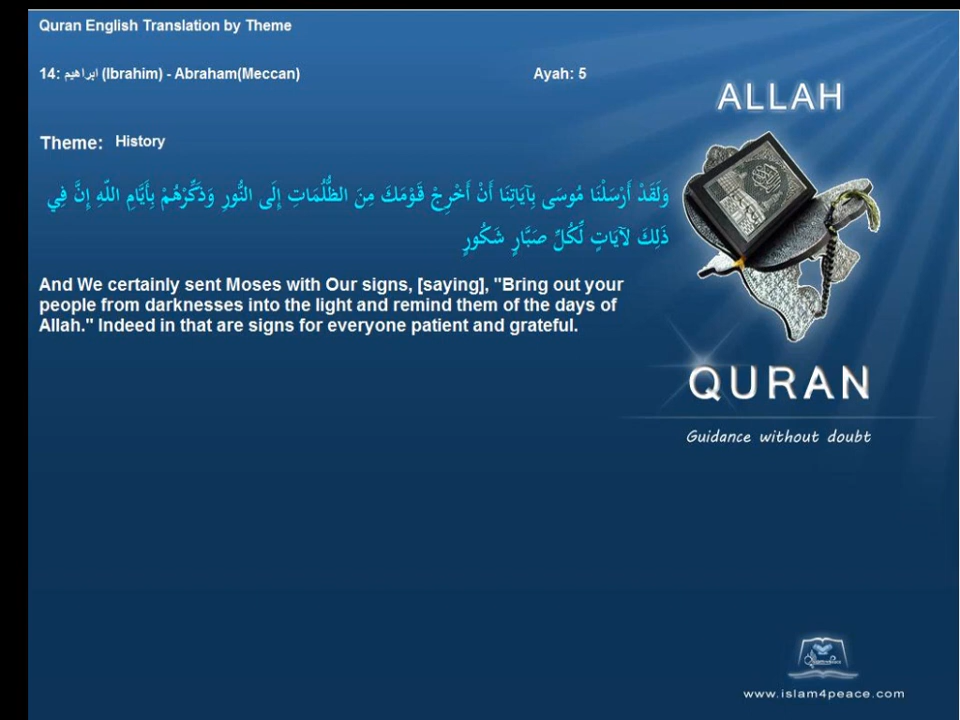 Quran English Translation by Theme
14: ابراهيم (Ibrahim) - Abraham(Meccan) Ayah: 5
ALLAH
Theme: History
وَلَقَدْ أَرْسَلْنَا مُوسَى بِآيَاتِنَا أَنْ أَخْرِجْ قَوْمَكَ مِنَ الظُّلُمَاتِ إِلَى النُّورِ وَذَكِّرْهُمْ بِأَيَّامِ اللّهِ إِنَّ فِي
ذَلِكَ لآيَاتٍ لِّكُلِّ صَبَّارٍ شَكُورٍ
And We certainly sent Moses with Our signs, [saying], "Bring out your
people from darknesses into the light and remind them of the days of
Allah." Indeed in that are signs for everyone patient and grateful.
QURAN
Guidance without doubt
www.islam4peace.com